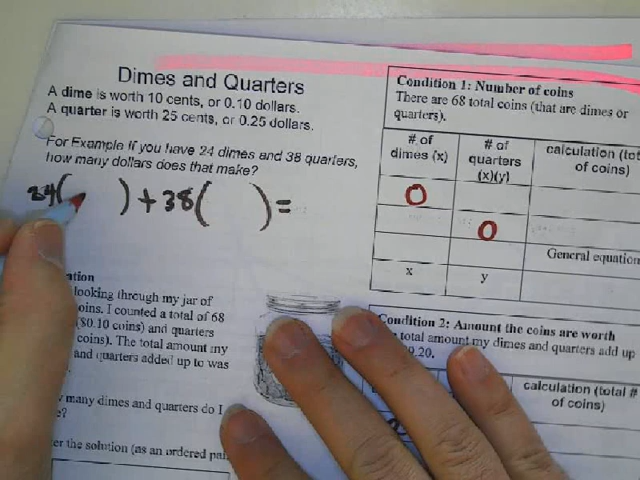 Dimes and Quarters
A dime is worth 10 cents, or 0.10 dollars.
A quarter is worth 25 cents, or 0.25 dollars.
For Example if you have 24 dimes and 38 quarters,
how many dollars does that make?
24( ) + 38( ) =
looking through my jar of
coins. I counted a total of 68
($0.10 coins) and quarters
coins). The total amount my
and quarters added up to was
many dimes and quarters do I
the solution (as an ordered
Condition 1: Number of coins
There are 68 total coins (that are dimes or
quarters).
# of
dimes (x)
# of
quarters
(x)(y)
calculation
of coins)
0
0
General equation
x
y
Condition 2: Amount the coins are worth
total amount my dimes and quarters add up
calculation (total #
of coins)